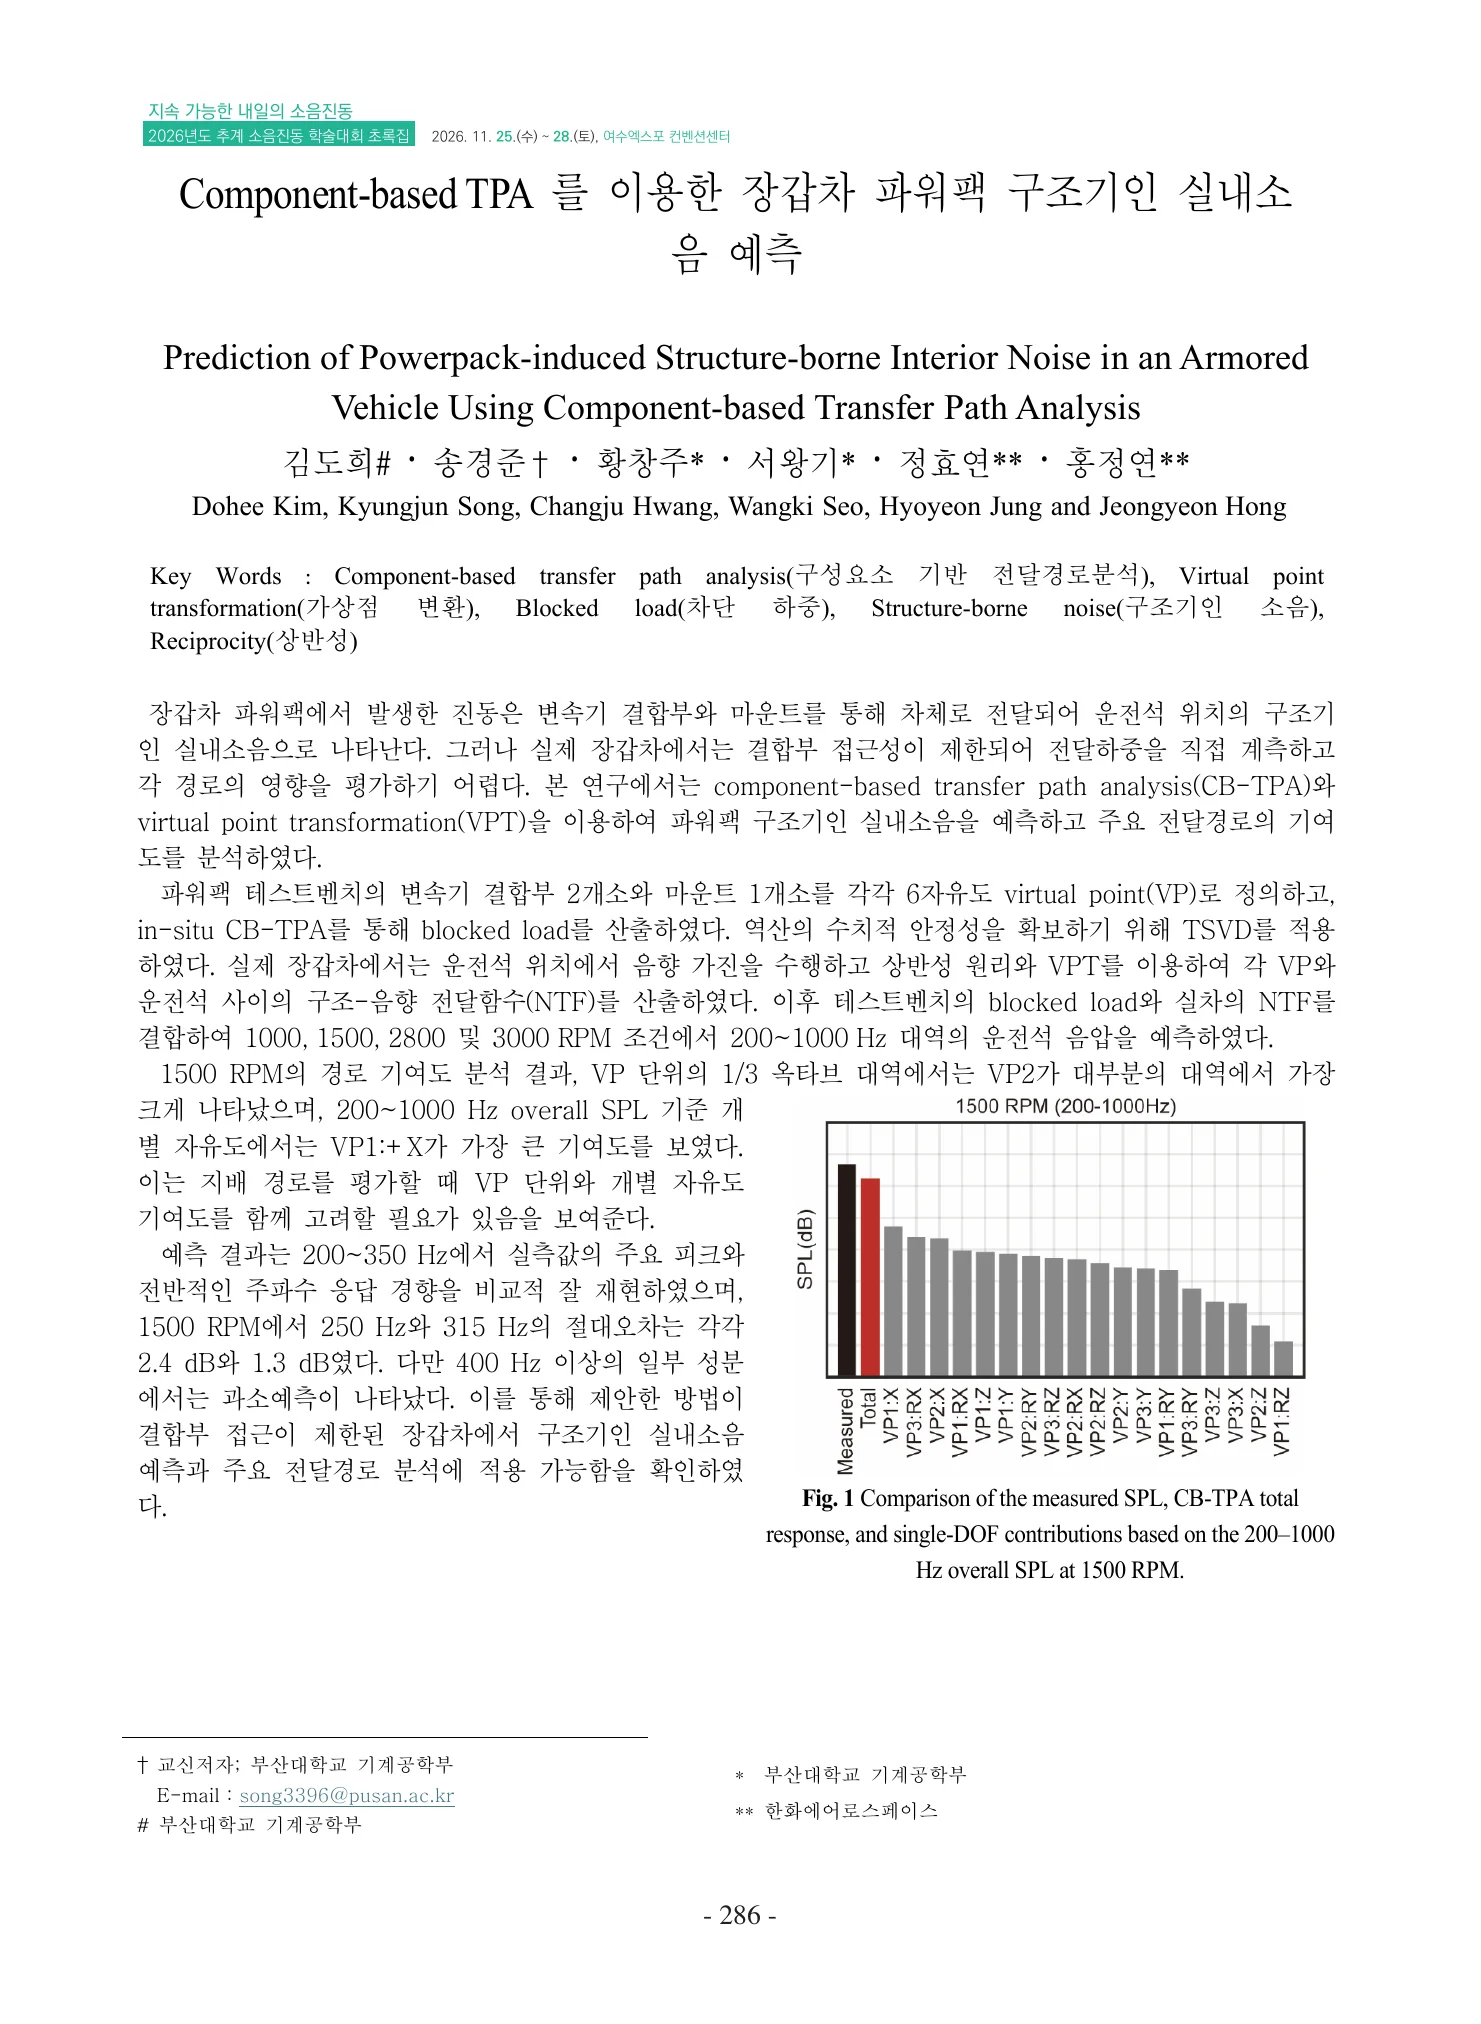 지속 가능한 내일의 소음진동
2026년도 추계 소음진동 학술대회 초록집 2026. 11. 25.(수) ~ 28.(토), 여수엑스포 컨벤션센터
Component-based TPA 를 이용한 장갑차 파워팩 구조기인 실내소
음 예측
Prediction of Powerpack-induced Structure-borne Interior Noise in an Armored
Vehicle Using Component-based Transfer Path Analysis
김도희# · 송경준† · 황창주* · 서왕기* · 정효연** · 홍정연**
Dohee Kim, Kyungjun Song, Changju Hwang, Wangki Seo, Hyoyeon Jung and Jeongyeon Hong
Key Words : Component-based transfer path analysis(구성요소 기반 전달경로분석), Virtual point
transformation(가상점 변환), Blocked load(차단 하중), Structure-borne noise(구조기인 소음),
Reciprocity(상반성)
장갑차 파워팩에서 발생한 진동은 변속기 결합부와 마운트를 통해 차체로 전달되어 운전석 위치의 구조기
인 실내소음으로 나타난다. 그러나 실제 장갑차에서는 결합부 접근성이 제한되어 전달하중을 직접 계측하고
각 경로의 영향을 평가하기 어렵다. 본 연구에서는 component-based transfer path analysis(CB-TPA)와
virtual point transformation(VPT)을 이용하여 파워팩 구조기인 실내소음을 예측하고 주요 전달경로의 기여
도를 분석하였다.
파워팩 테스트벤치의 변속기 결합부 2개소와 마운트 1개소를 각각 6자유도 virtual point(VP)로 정의하고,
in-situ CB-TPA를 통해 blocked load를 산출하였다. 역산의 수치적 안정성을 확보하기 위해 TSVD를 적용
하였다. 실제 장갑차에서는 운전석 위치에서 음향 가진을 수행하고 상반성 원리와 VPT를 이용하여 각 VP와
운전석 사이의 구조-음향 전달함수(NTF)를 산출하였다. 이후 테스트벤치의 blocked load와 실차의 NTF를
결합하여 1000, 1500, 2800 및 3000 RPM 조건에서 200~1000 Hz 대역의 운전석 음압을 예측하였다.
1500 RPM의 경로 기여도 분석 결과, VP 단위의 1/3 옥타브 대역에서는 VP2가 대부분의 대역에서 가장
크게 나타났으며, 200~1000 Hz overall SPL 기준 개
별 자유도에서는 VP1:+X가 가장 큰 기여도를 보였다.
이는 지배 경로를 평가할 때 VP 단위와 개별 자유도
기여도를 함께 고려할 필요가 있음을 보여준다.
예측 결과는 200~350 Hz에서 실측값의 주요 피크와
전반적인 주파수 응답 경향을 비교적 잘 재현하였으며,
1500 RPM에서 250 Hz와 315 Hz의 절대오차는 각각
2.4 dB와 1.3 dB였다. 다만 400 Hz 이상의 일부 성분
에서는 과소예측이 나타났다. 이를 통해 제안한 방법이
결합부 접근이 제한된 장갑차에서 구조기인 실내소음
예측과 주요 전달경로 분석에 적용 가능함을 확인하였
다.
1500 RPM (200-1000Hz)
SPL(dB)
Measured
Total
VP1:X
VP3:RX
VP2:X
VP1:RX
VP1:Z
VP1:Y
VP2:RY
VP3:RZ
VP2:RX
VP2:RZ
VP2:Y
VP3:Y
VP1:RY
VP3:RY
VP3:Z
VP3:X
VP2:Z
VP1:RZ
Fig. 1 Comparison of the measured SPL, CB-TPA total
response, and single-DOF contributions based on the 200–1000
Hz overall SPL at 1500 RPM.
† 교신저자; 부산대학교 기계공학부
E-mail : song3396@pusan.ac.kr
# 부산대학교 기계공학부
* 부산대학교 기계공학부
** 한화에어로스페이스
- 286 -